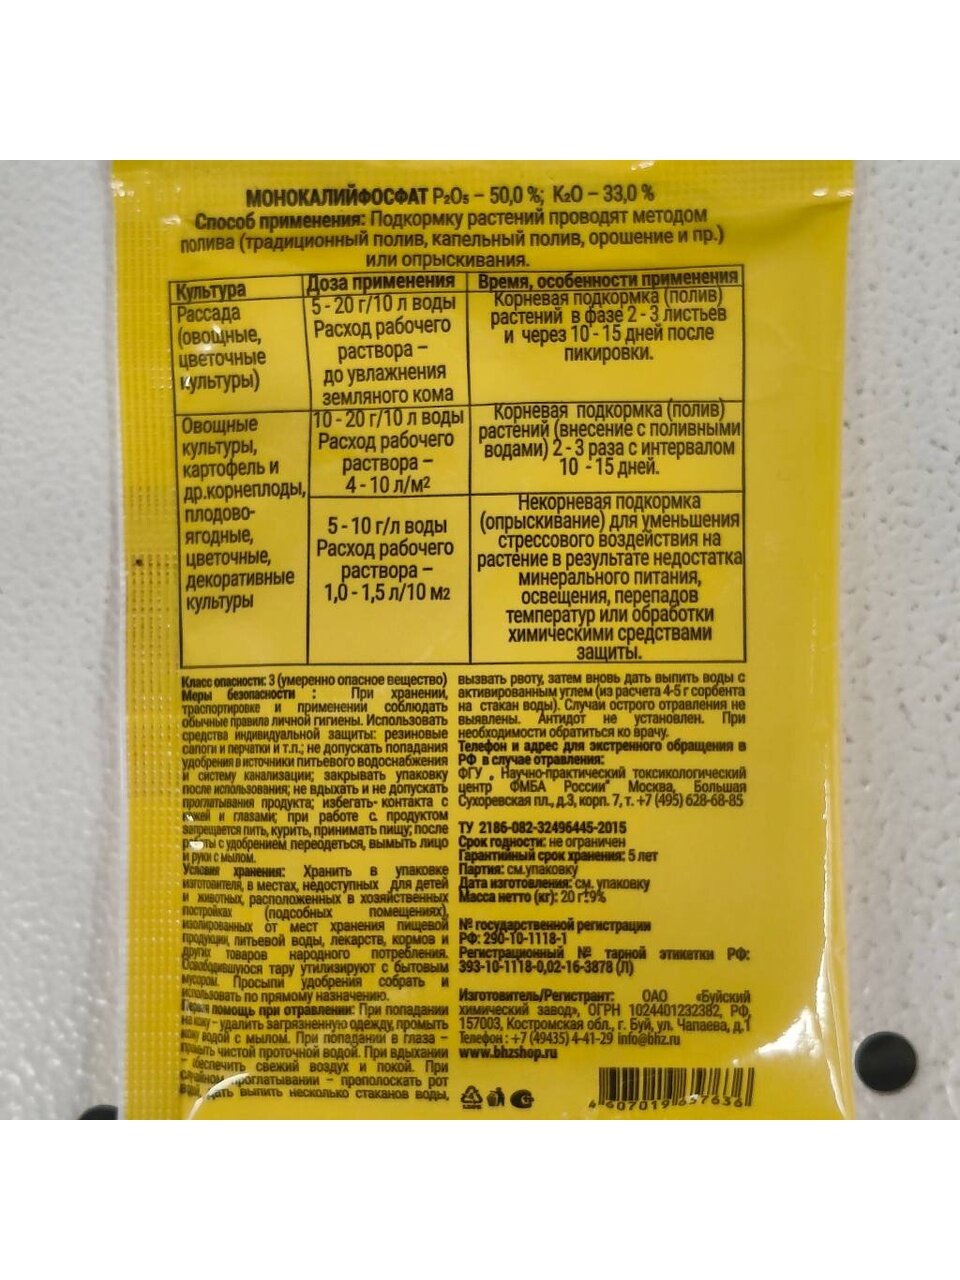 МОНОКАЛИЙФОСФАТ P₂O₅ – 50,0 %; K₂O – 33,0 %
Способ применения: Подкормку растений проводят методом
полива (традиционный полив, капельный полив, орошение и пр.)
или опрыскивания.
Культура
Доза применения
Время, особенности применения
Рассада
(овощные,
цветочные
культуры)
5 - 20 г/10 л воды
Расход рабочего
раствора –
до увлажнения
земляного кома
Корневая подкормка (полив)
растений в фазе 2 - 3 листьев
и через 10 - 15 дней после
пикировки.
Овощные
культуры,
картофель и
др.корнеплоды,
плодово-
ягодные,
цветочные,
декоративные
культуры
10 - 20 г/10 л воды
Расход рабочего
раствора –
4 - 10 л/м2
Корневая подкормка (полив)
растений (внесение с поливными
водами) 2 - 3 раза с интервалом
10 - 15 дней.
5 - 10 г/л воды
Расход рабочего
раствора –
1,0 - 1,5 л/10 м2
Некорневая подкормка
(опрыскивание) для уменьшения
стрессового воздействия на
растение в результате недостатка
минерального питания,
освещения, перепадов
температур или обработки
химическими средствами
защиты.
Класс опасности: 3 (умеренно опасное вещество)
Меры безопасности : При хранении,
траспортировке и применении соблюдать
обычные правила личной гигиены. Использовать
средства индивидуальной защиты: резиновые
сапоги и перчатки и т.п.; не допускать попадания
удобрения в источники питьевого водоснабжения
и систему канализации; закрывать упаковку
после использования; не вдыхать и не допускать
проглатывания продукта; избегать- контакта с
кожей и глазами; при работе с продуктом
запрещается пить, курить, принимать пищу; после
работы с удобрением переодеться, вымыть лицо
и руки с мылом.
Условия хранения: Хранить в упаковке
изготовителя, в местах, недоступных для детей
и животных, расположенных в хозяйственных
постройках (подсобных помещениях),
изолированных от мест хранения пищевой
продукции, питьевой воды, лекарств, кормов и
других товаров народного потребления.
Освободившуюся тару утилизируют с бытовым
мусором. Просыпи удобрения собрать и
использовать по прямому назначению.
Первая помощь при отравлении: При попадании
на кожу – удалить загрязненную одежду, промыть
кожу водой с мылом. При попадании в глаза –
промыть чистой проточной водой. При вдыхании
– обеспечить свежий воздух и покой. При
случайном проглатывании – прополоскать рот
дать выпить несколько стаканов воды,
вызвать рвоту, затем вновь дать выпить воды с
активированным углем (из расчета 4-5 г сорбента
на стакан воды). Случаи острого отравления не
выявлены. Антидот не установлен. При
необходимости обратиться ко врачу.
Телефон и адрес для экстренного обращения в
РФ в случае отравления:
ФГУ „Научно-практический токсикологический
центр ФМБА России" Москва, Большая
Сухоревская пл., д.3, корп. 7, т. +7 (495) 628-68-85
ТУ 2186-082-32496445-2015
Срок годности: не ограничен
Гарантийный срок хранения: 5 лет
Партия: см.упаковку
Дата изготовления: см. упаковку
Масса нетто (кг): 20 г±9%
№ государственной регистрации
РФ: 290-10-1118-1
Регистрационный № тарной этикетки РФ:
393-10-1118-0,02-16-3878 (Л)
Изготовитель/Регистрант: ОАО «Буйский
химический завод», ОГРН 1024401232382, РФ,
157003, Костромская обл., г. Буй, ул. Чапаева, д.1
Телефон : +7 (49435) 4-41-29 info@bhz.ru
www.bhzshop.ru
4 607019 657636